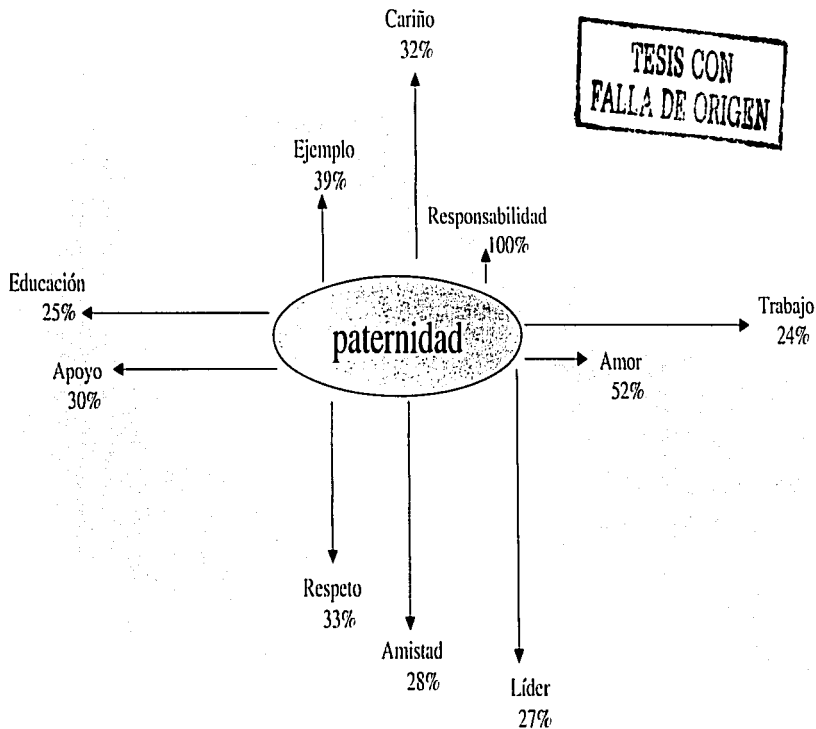 Cariño
32%
TESIS CON
FALLA DE ORIGEN
Ejemplo
39%
Responsabilidad
100%
Educación
25%
Trabajo
24%
paternidad
Apoyo
30%
Amor
52%
Respeto
33%
Amistad
28%
Líder
27%